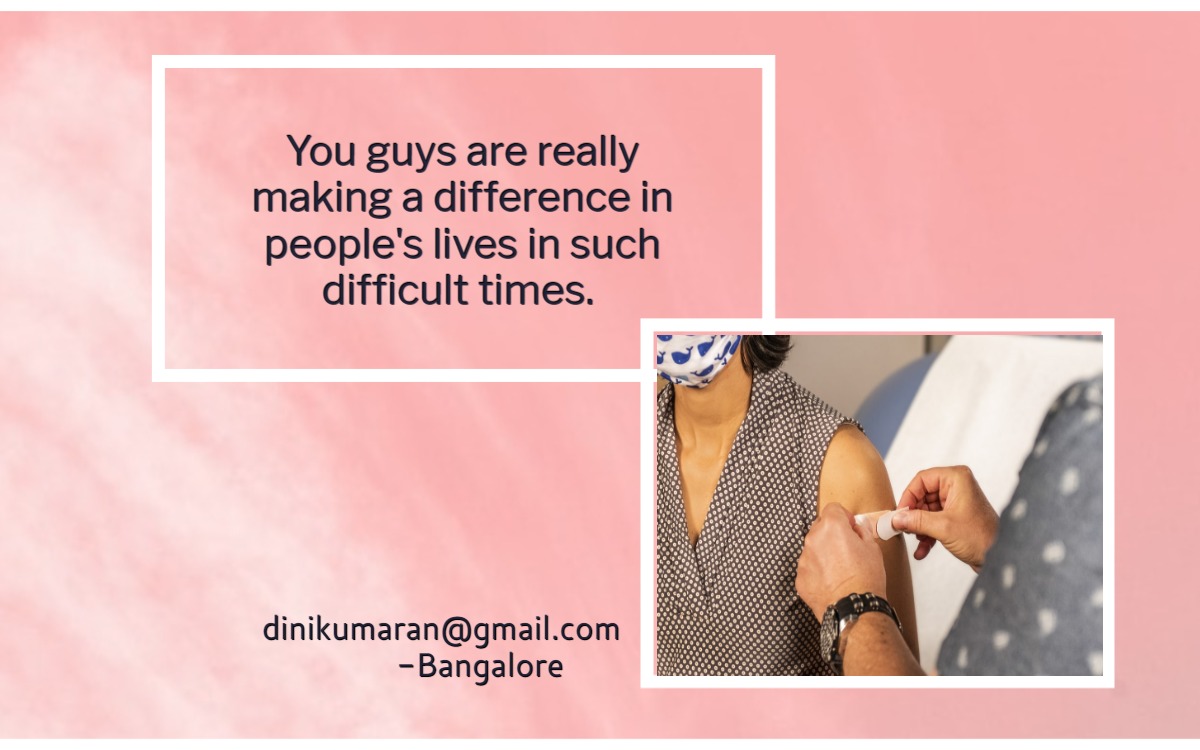 You guys are really
making a difference in
people's lives in such
difficult times.
dinikumaran@gmail.com
-Bangalore